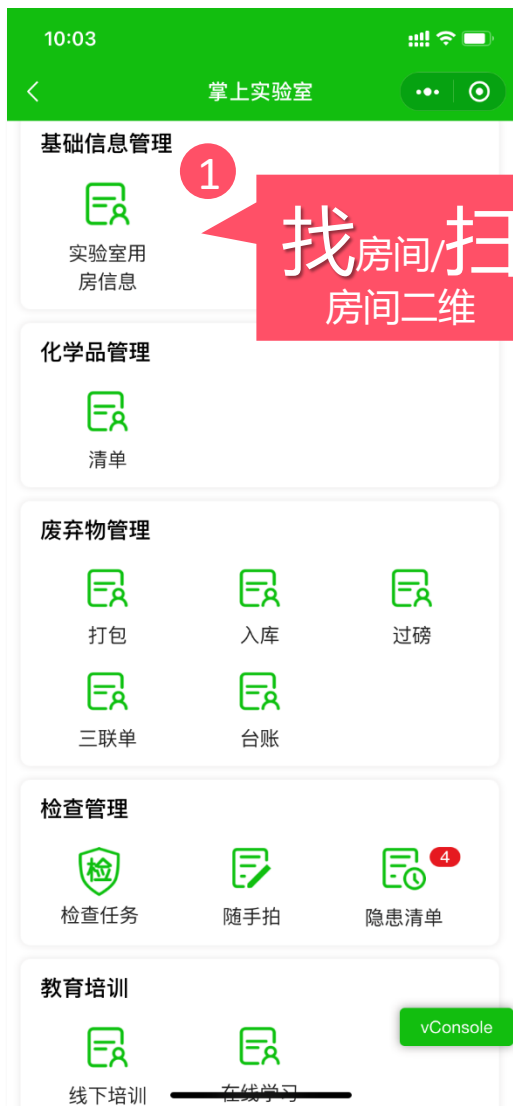 10:03
掌上实验室
基础信息管理
1
找房间/扫
房间二维
实验室用
房信息
化学品管理
清单
废弃物管理
打包 入库 过磅
三联单 台账
检查管理
检
4
检查任务 随手拍 隐患清单
教育培训
vConsole
线下培训 在线学习